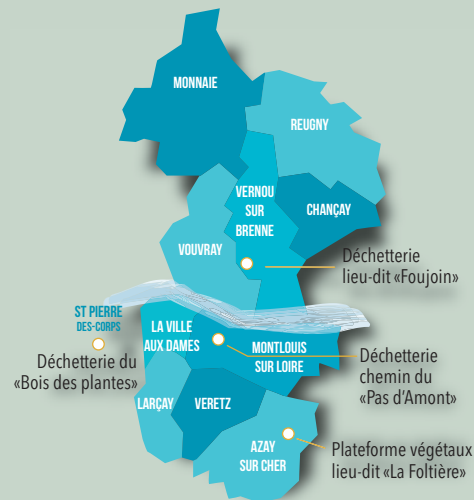 MONNAIE
REUGNY
VERNOU
SUR
BRENNE
CHANÇAY
VOUVRAY
Déchetterie
lieu-dit «Foujoin»
ST PIERRE
DES-CORPS
LA VILLE
AUX DAMES
MONTLOUIS
SUR LOIRE
Déchetterie du
«Bois des plantes»
Déchetterie
chemin du
«Pas d'Amont»
LARÇAY
VERETZ
AZAY
SUR CHER
Plateforme végétaux
lieu-dit «La Foltière»